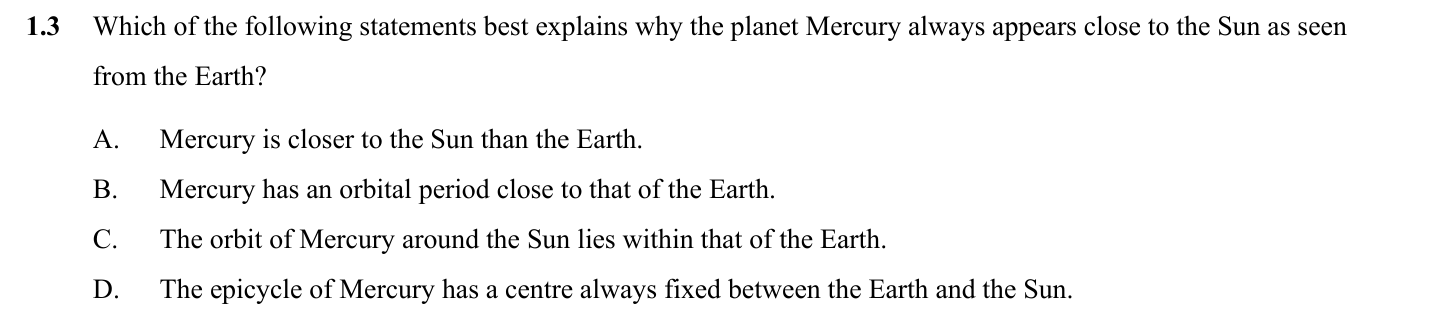 1.3 Which of the following statements best explains why the planet Mercury always appears close to the Sun as seen
from the Earth?
A. Mercury is closer to the Sun than the Earth.
B. Mercury has an orbital period close to that of the Earth.
C. The orbit of Mercury around the Sun lies within that of the Earth.
D. The epicycle of Mercury has a centre always fixed between the Earth and the Sun.